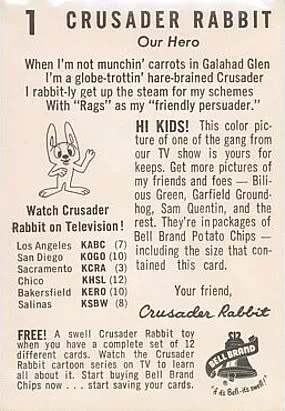 1 CRUSADER RABBIT
Our Hero
When I'm not munchin' carrots in Galahad Glen
I'm a globe-trottin' hare-brained Crusader
I rabbit-ly get up the steam for my schemes
With "Rags" as my "friendly persuader."
HI KIDS! This color pic-
ture of one of the gang from
our TV show is yours for
keeps. Get more pictures of
my friends and foes — Bili-
ous Green, Garfield Ground-
hog, Sam Quentin, and the
rest. They're in packages of
Bell Brand Potato Chips —
including the size that con-
tained this card.
Your friend,
Crusader Rabbit
Watch Crusader
Rabbit on Television!
Los Angeles KABC (7)
San Diego KOGO (10)
Sacramento KCRA (3)
Chico KHSL (12)
Bakersfield KERO (10)
Salinas KSBW (8)
FREE! A swell Crusader Rabbit toy
when you have a complete set of 12
different cards. Watch the Crusader
Rabbit cartoon series on TV to learn
all about it. Start buying Bell Brand
Chips now . . . start saving your cards.
BELL BRAND
"If it's Bell-it's swell!"